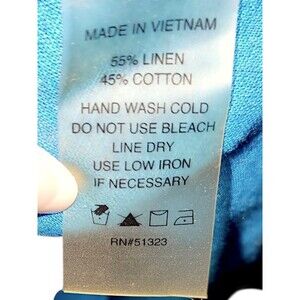 MADE IN VIETNAM
55% LINEN
45% COTTON
HAND WASH COLD
DO NOT USE BLEACH
LINE DRY
USE LOW IRON
IF NECESSARY
RN#51323